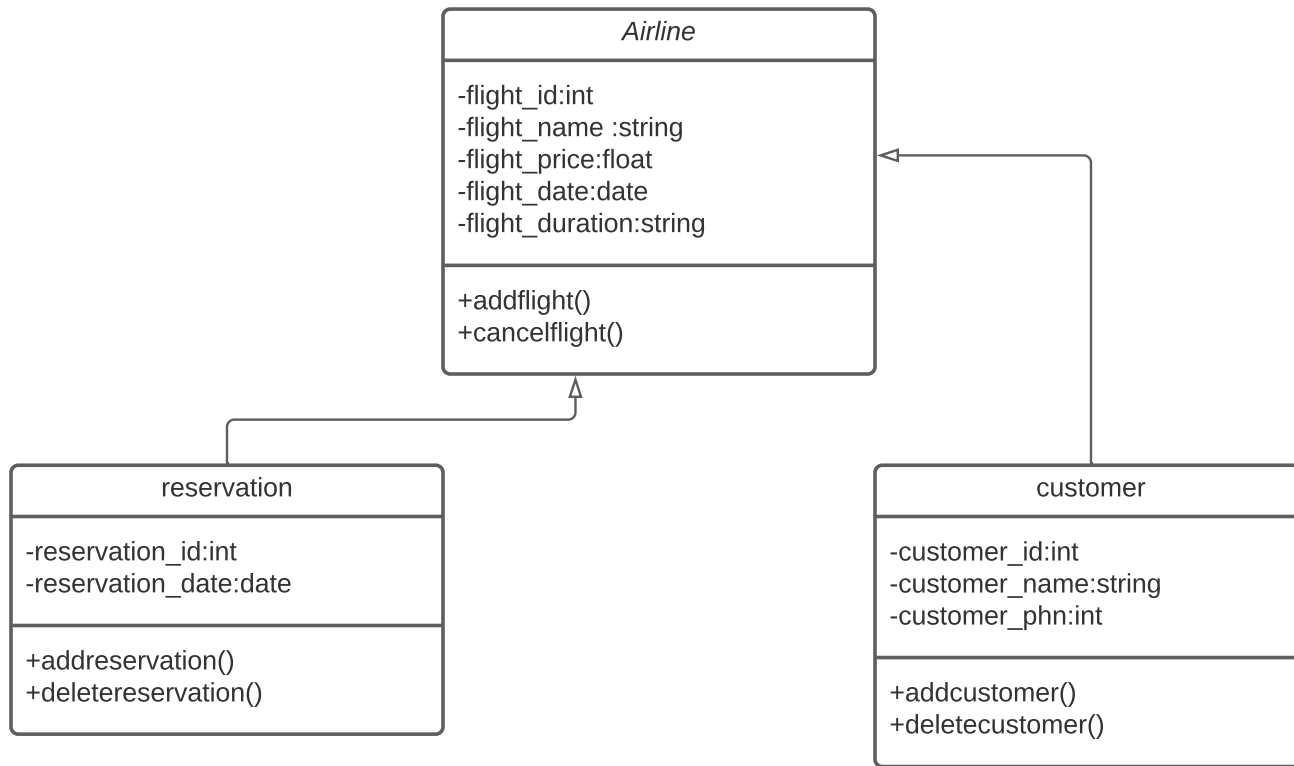 Airline
-flight_id:int
-flight_name :string
-flight_price:float
-flight_date:date
-flight_duration:string
+addflight()
+cancelflight()
reservation
-reservation_id:int
-reservation_date:date
+addreservation()
+deletereservation()
customer
-customer_id:int
-customer_name:string
-customer_phn:int
+addcustomer()
+deletecustomer()